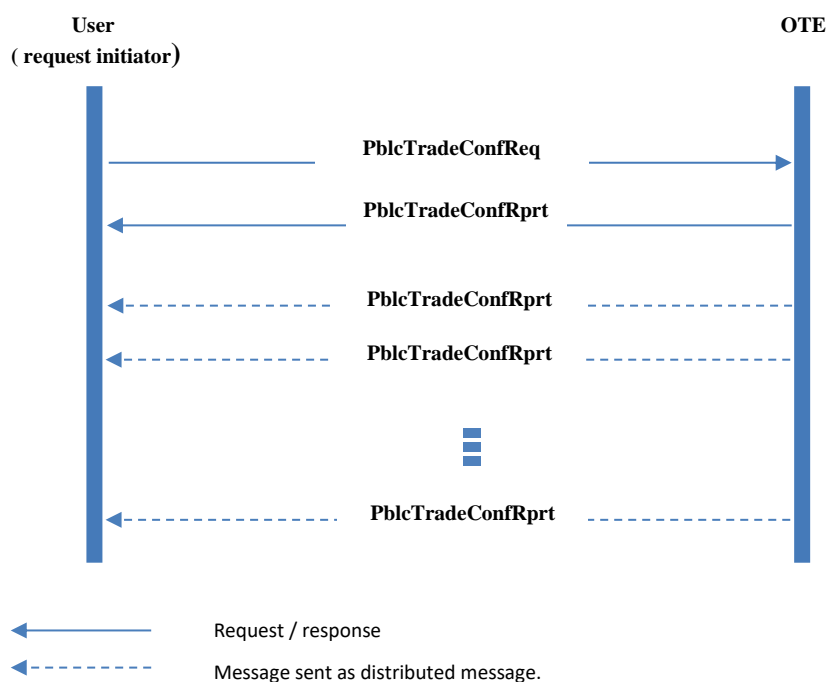 User
( request initiator)
OTE
PblcTradeConfReq
PblcTradeConfRprt
PblcTradeConfRprt
PblcTradeConfRprt
PblcTradeConfRprt
Request / response
Message sent as distributed message.